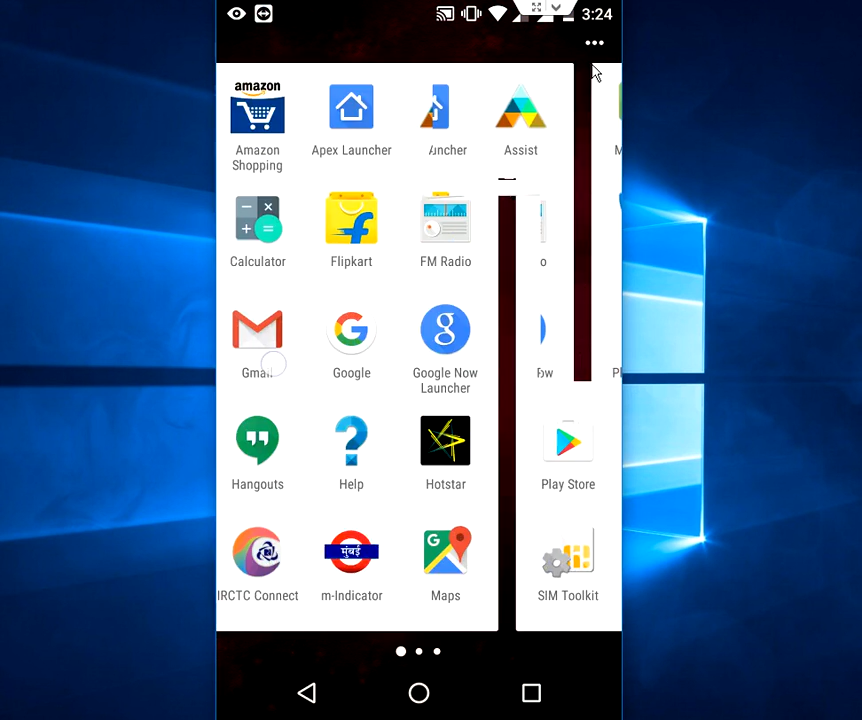 3:24
amazon
Amazon
Shopping
Apex Launcher
ncher
Assist
M
Calculator
Flipkart
FM Radio
o
Gmail
Google
Google Now
Launcher
Hangouts
Help
Hotstar
Play Store
IRCTC Connect
मुंबई
m-Indicator
Maps
SIM Toolkit